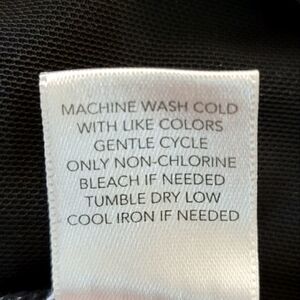 MACHINE WASH COLD
WITH LIKE COLORS
GENTLE CYCLE
ONLY NON-CHLORINE
BLEACH IF NEEDED
TUMBLE DRY LOW
COOL IRON IF NEEDED